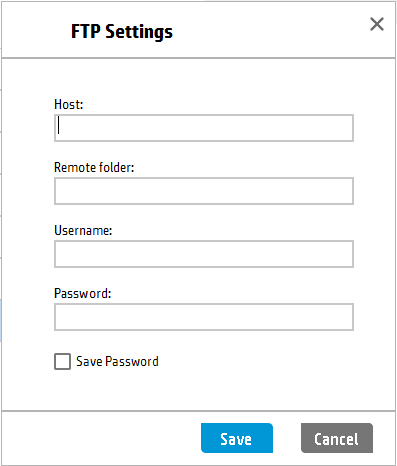 FTP Settings
Host:
Remote folder:
Username:
Password:
Save Password
Save
Cancel